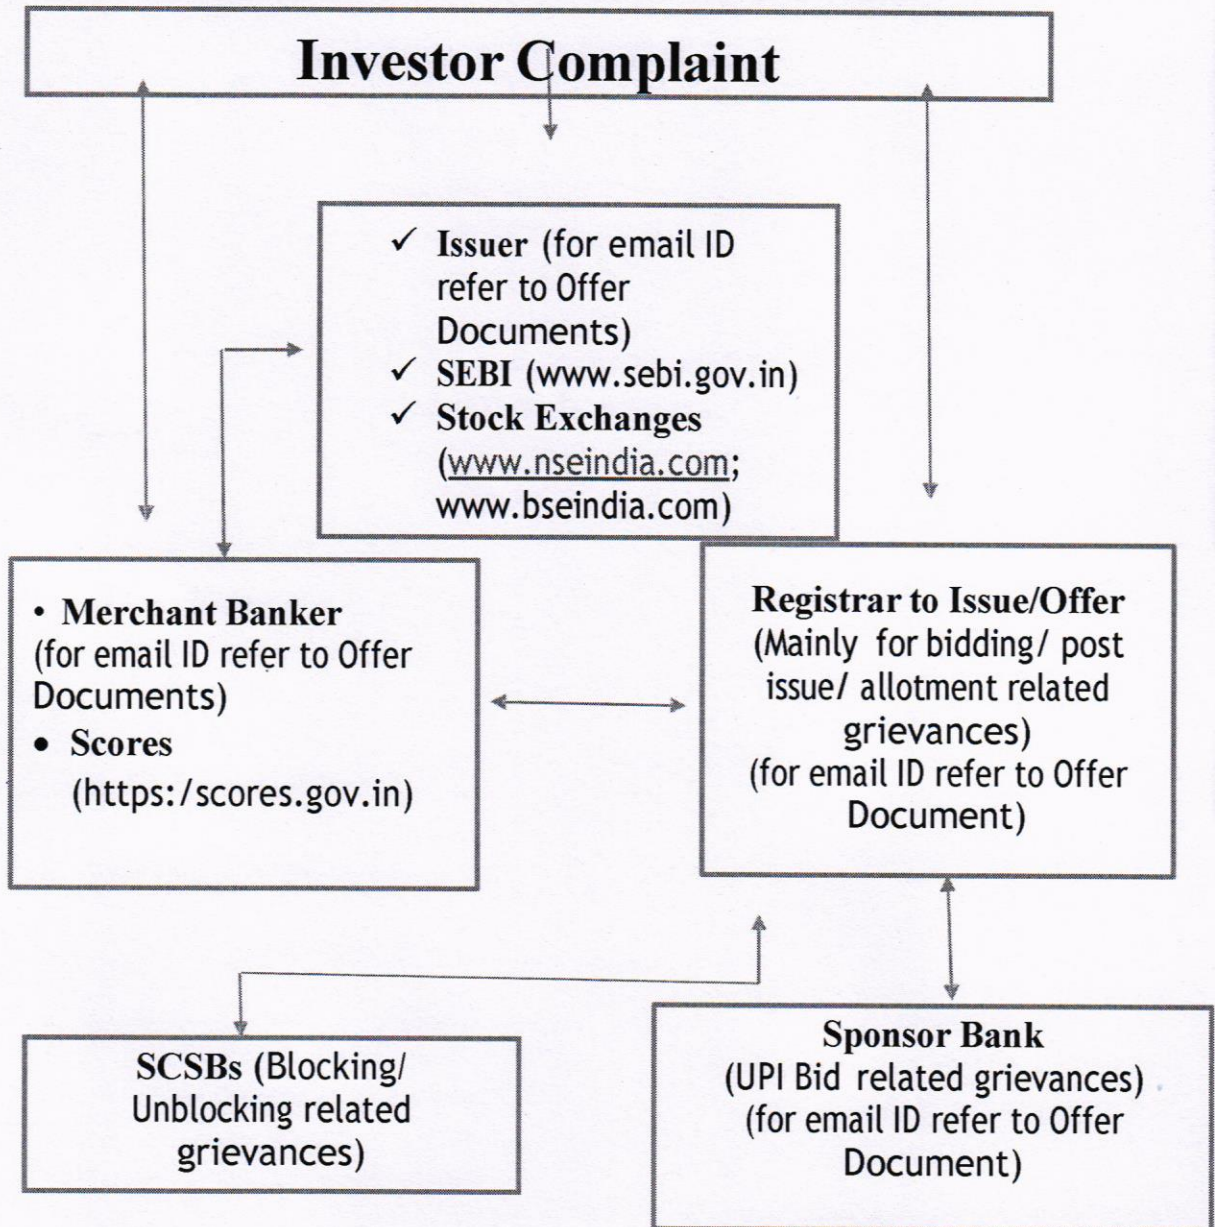 Investor Complaint
✓ Issuer (for email ID
refer to Offer
Documents)
✓ SEBI (www.sebi.gov.in)
✓ Stock Exchanges
(www.nseindia.com;
www.bseindia.com)
• Merchant Banker
(for email ID refer to Offer
Documents)
• Scores
(https:/scores.gov.in)
Registrar to Issue/Offer
(Mainly for bidding/ post
issue/ allotment related
grievances)
(for email ID refer to Offer
Document)
SCSBs (Blocking/
Unblocking related
grievances)
Sponsor Bank
(UPI Bid related grievances)
(for email ID refer to Offer
Document)